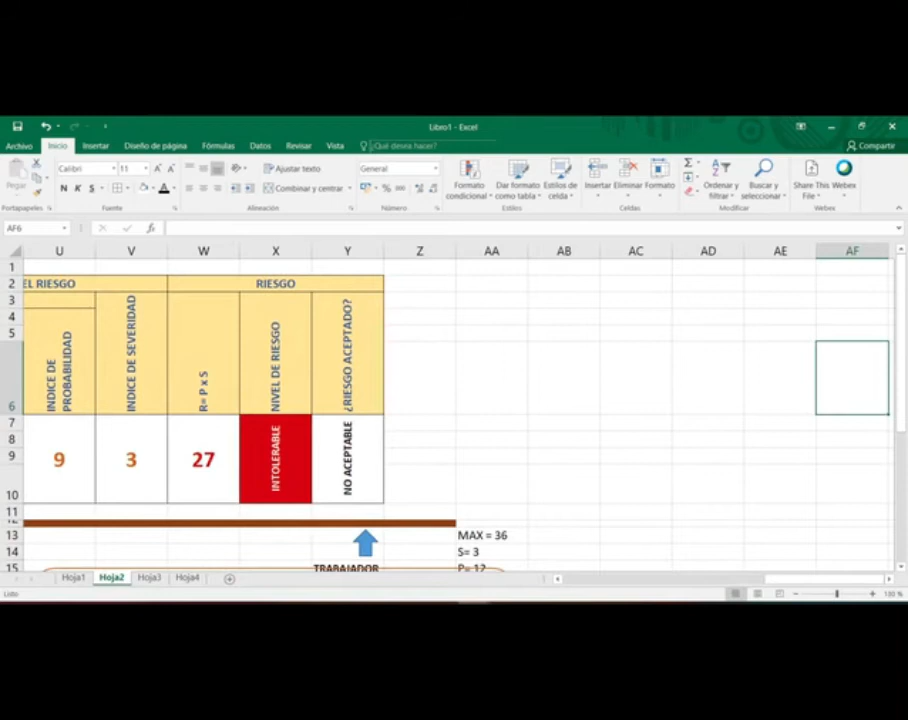 Libro1 - Excel
Archivo Inicio Insertar Diseño de página Fórmulas Datos Revisar Vista ¿Qué desea hacer? Compartir
Pegar Calibri 11 Ajustar texto General Formato condicional Dar formato como tabla Estilos de celda Insertar Eliminar Formato Ordenar y filtrar Buscar y seleccionar Share This File Webex
N K S Combinar y centrar % 000
Portapapeles Fuente Alineación Número Estilos Celdas Modificar Webex
AF6 fx
U V W X Y Z AA AB AC AD AE AF
1
2 EL RIESGO RIESGO
3
4
5
6 INDICE DE PROBABILIDAD INDICE DE SEVERIDAD R= P x S NIVEL DE RIESGO ¿RIESGO ACEPTADO?
7
8
9 9 3 27 INTOLERABLE NO ACEPTABLE
10
11
12
13 MAX = 36
14 S= 3
15 TRABAJADOR P= 12
Hoja1 Hoja2 Hoja3 Hoja4
Listo 130 %